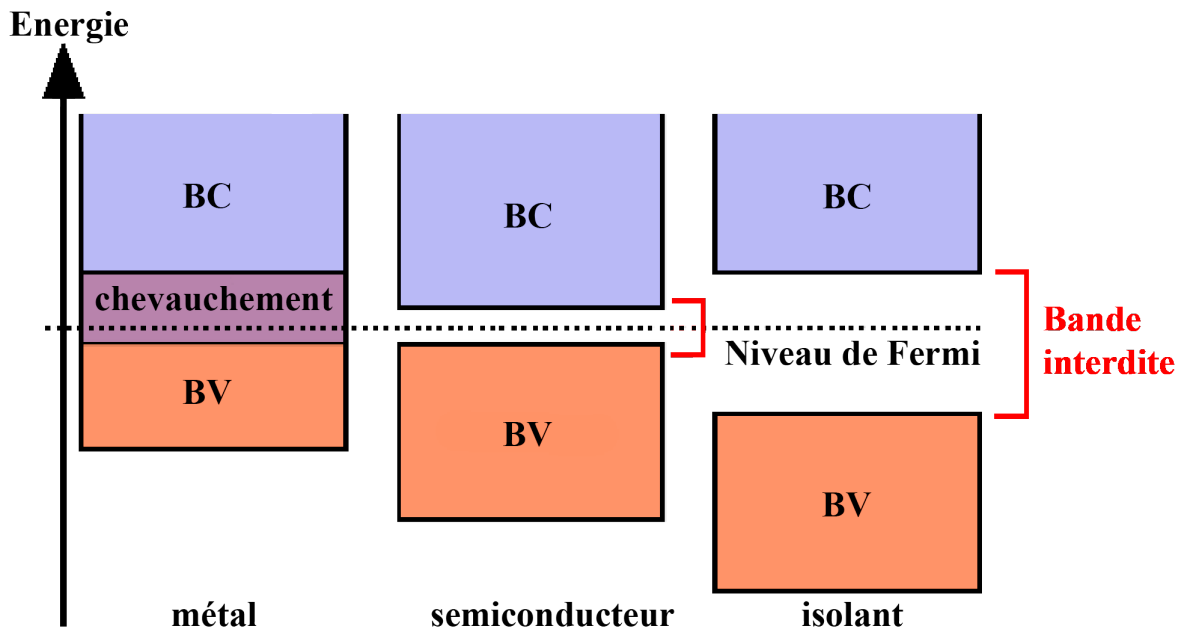 Energie
BC
BC
BC
chevauchement
Niveau de Fermi
Bande
interdite
BV
BV
BV
métal
semiconducteur
isolant